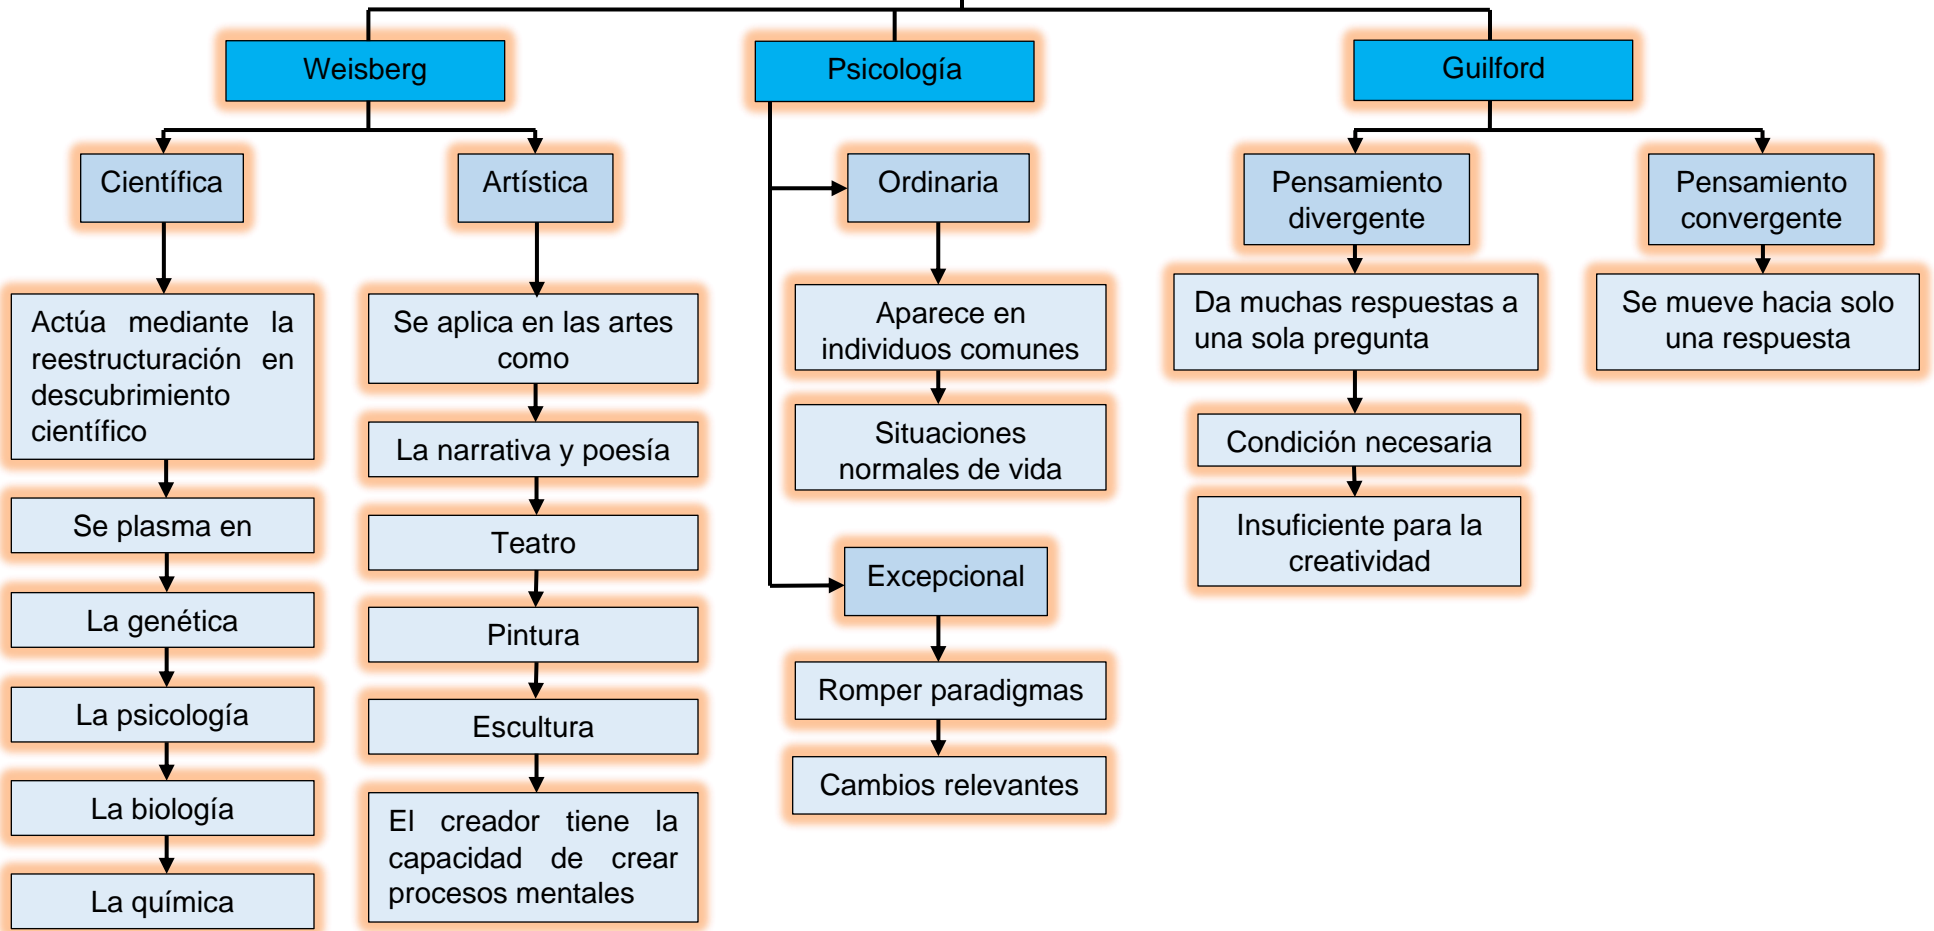 Weisberg
Psicología
Guilford
Científica
Artística
Ordinaria
Pensamiento
divergente
Pensamiento
convergente
Actúa mediante la
reestructuración en
descubrimiento
científico
Se plasma en
La genética
La psicología
La biología
La química
Se aplica en las artes
como
La narrativa y poesía
Teatro
Pintura
Escultura
El creador tiene la
capacidad de crear
procesos mentales
Aparece en
individuos comunes
Situaciones
normales de vida
Excepcional
Romper paradigmas
Cambios relevantes
Da muchas respuestas a
una sola pregunta
Condición necesaria
Insuficiente para la
creatividad
Se mueve hacia solo
una respuesta